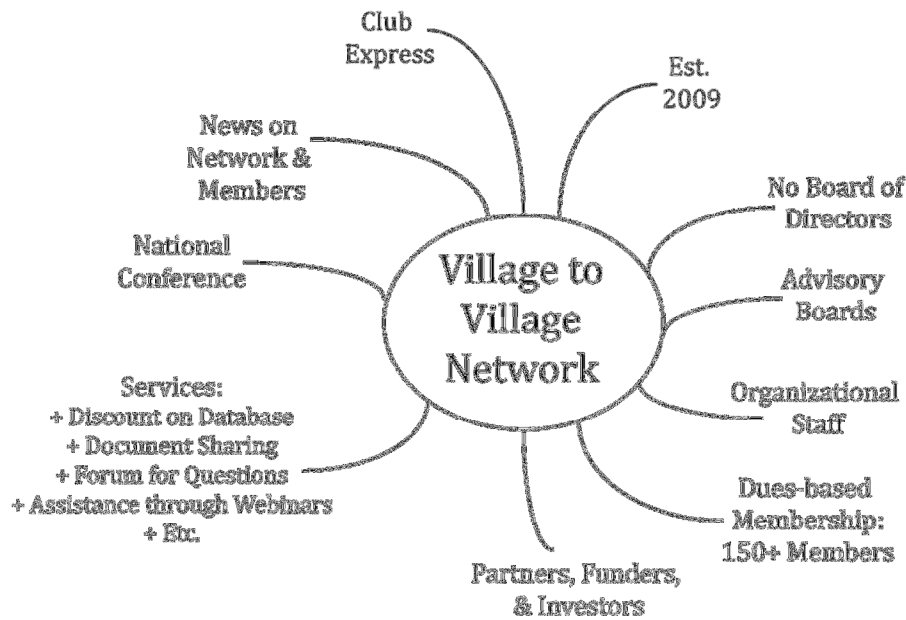 Club
Express
Est.
2009
News on
Network &
Members
No Board of
Directors
National
Conference
Village to
Village
Network
Advisory
Boards
Services:
+ Discount on Database
+ Document Sharing
+ Forum for Questions
+ Assistance through Webinars
+ Etc.
Organizational
Staff
Dues-based
Membership:
150+ Members
Partners, Funders,
& Investors